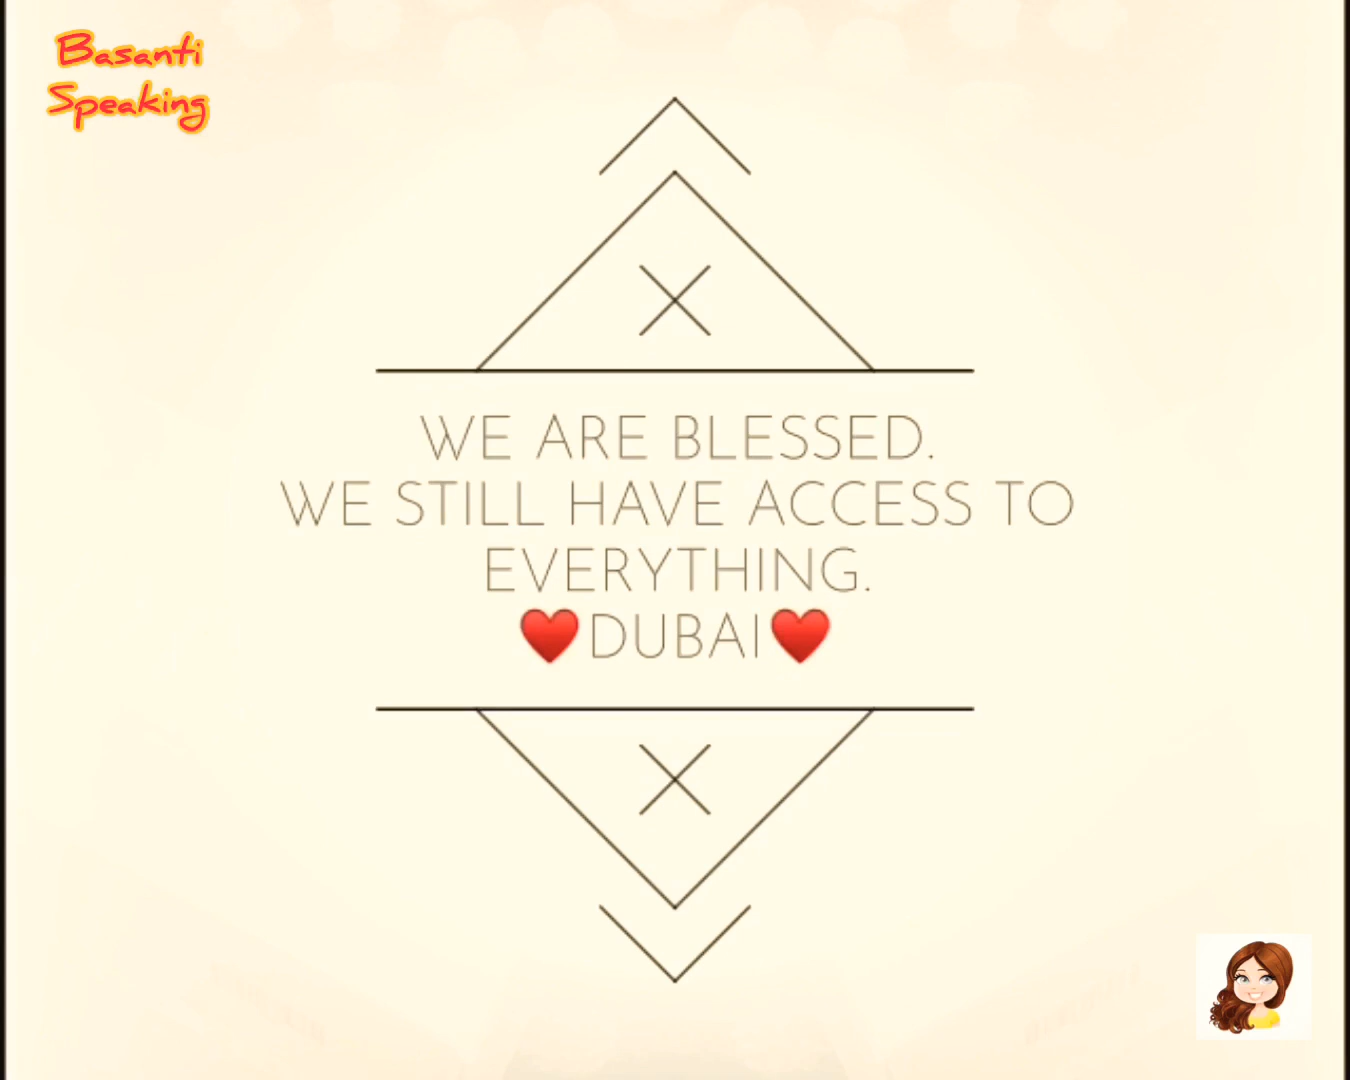 Basanti
Speaking
WE ARE BLESSED.
WE STILL HAVE ACCESS TO
EVERYTHING.
❤️DUBAI❤️